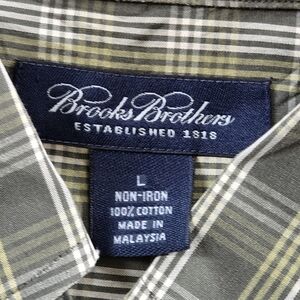 Brooks Brothers
ESTABLISHED 1818
L
NON-IRON
100% COTTON
MADE IN
MALAYSIA